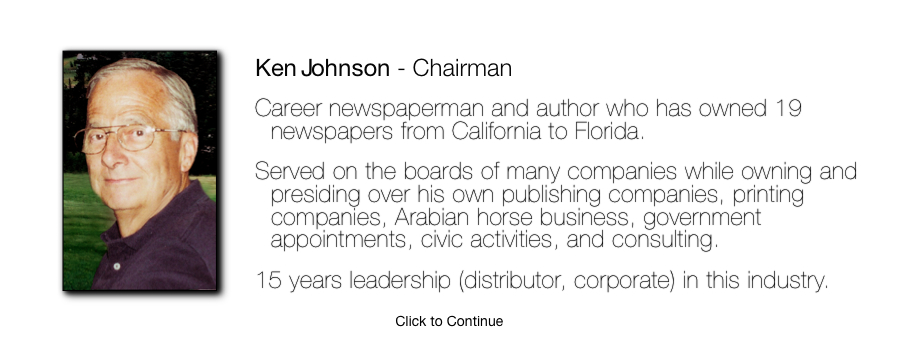 Ken Johnson - Chairman
Career newspaperman and author who has owned 19
newspapers from California to Florida.
Served on the boards of many companies while owning and
presiding over his own publishing companies, printing
companies, Arabian horse business, government
appointments, civic activities, and consulting.
15 years leadership (distributor, corporate) in this industry.
Click to Continue